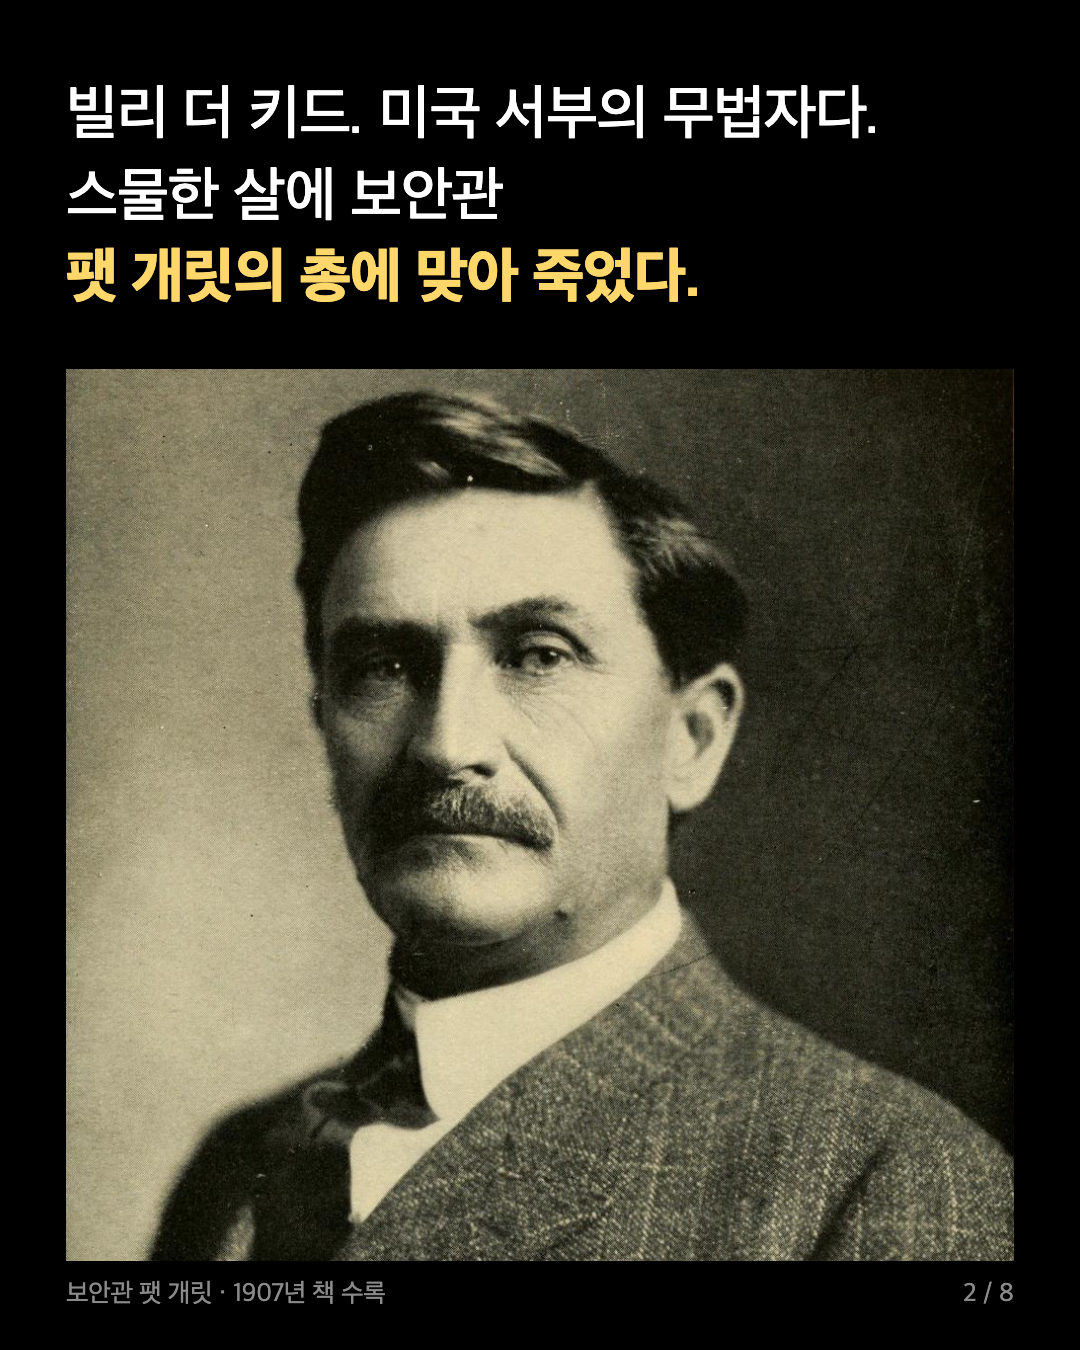 빌리 더 키드. 미국 서부의 무법자다.
스물한 살에 보안관
팻 개릿의 총에 맞아 죽었다.
보안관 팻 개릿 · 1907년 책 수록
2 / 8